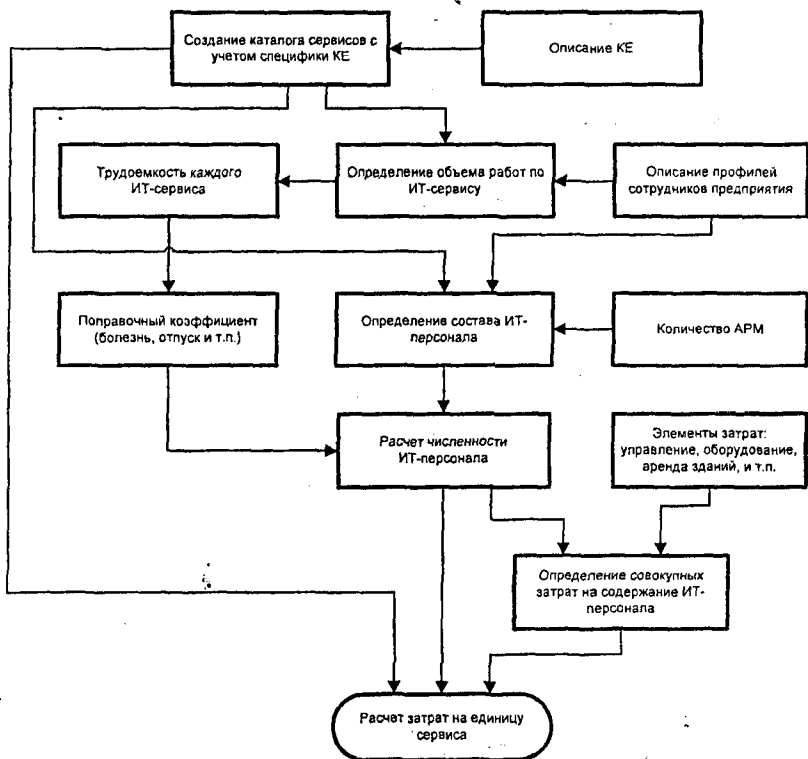 Создание каталога сервисов с
учетом специфики КЕ
Описание КЕ
Трудоемкость каждого
ИТ-сервиса
Определение объема работ по
ИТ-сервису
Описание профилей
сотрудников предприятия
Поправочный коэффициент
(болезнь, отпуск и т.п.)
Определение состава ИТ-
персонала
Количество АРМ
Расчет численности
ИТ-персонала
Элементы затрат:
управление, оборудование,
аренда зданий, и т.п.
Определение совокупных
затрат на содержание ИТ-
персонала
Расчет затрат на единицу
сервиса